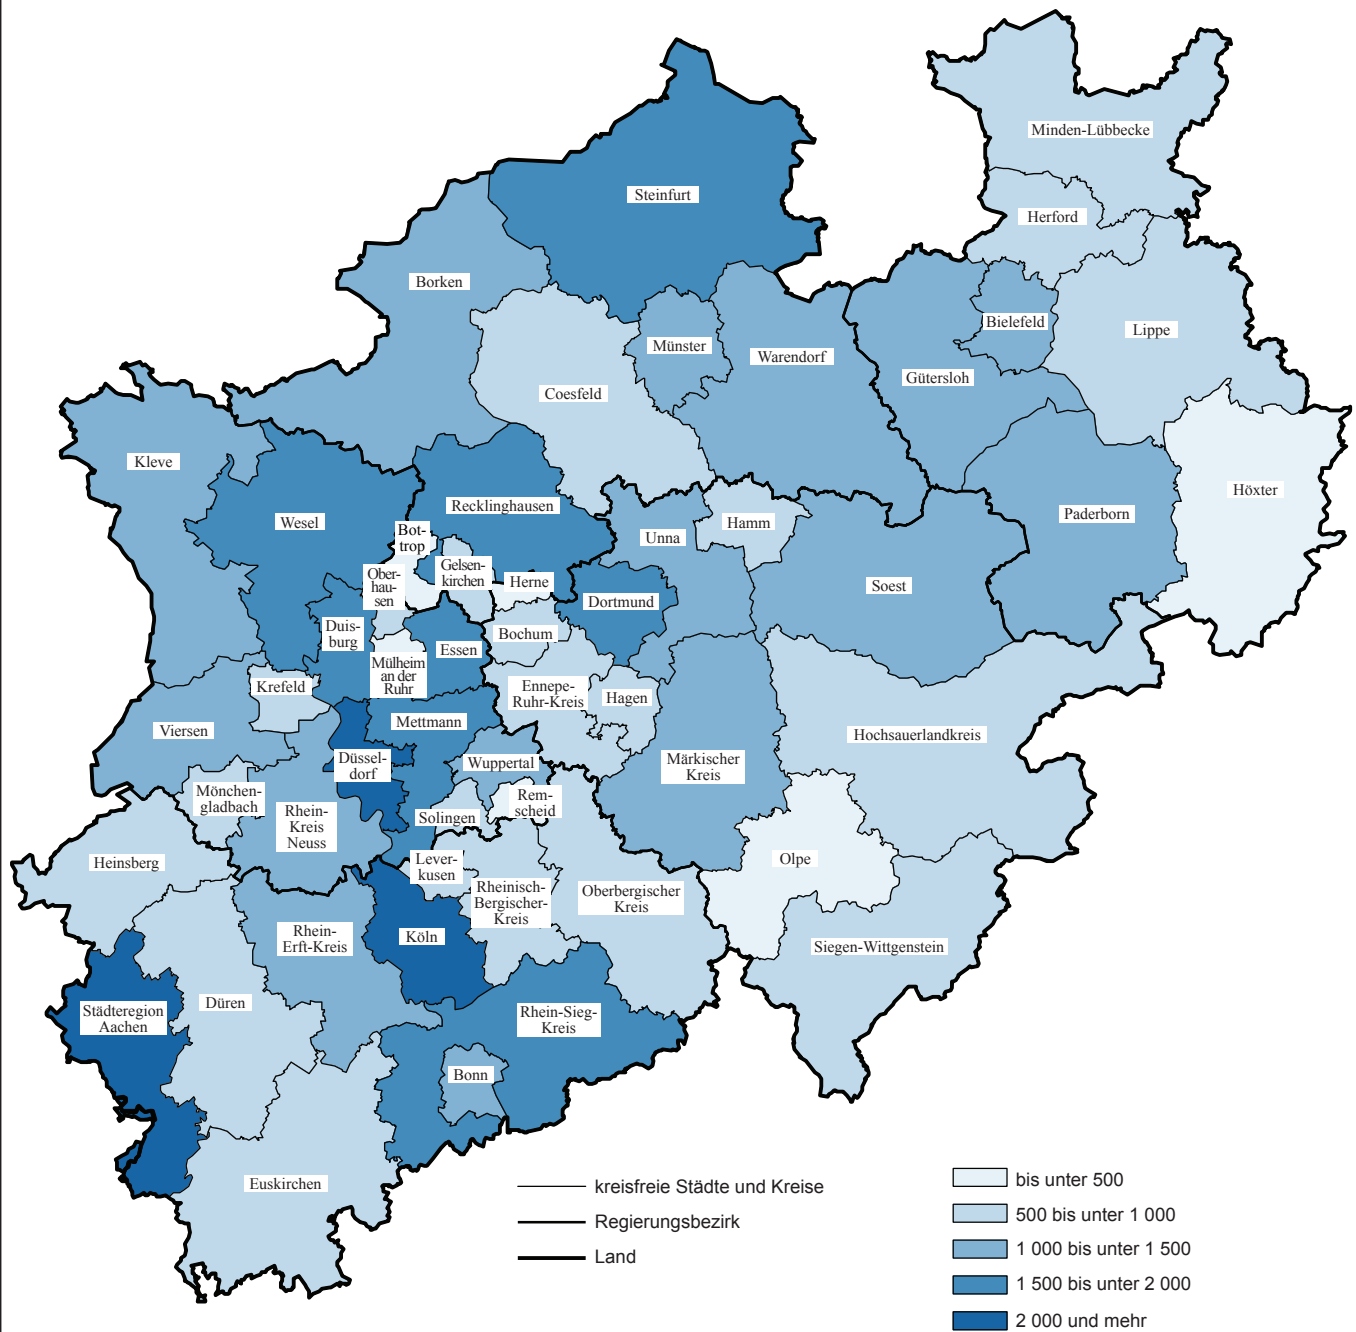 Minden-Lübbecke
Steinfurt
Herford
Borken
Bielefeld
Lippe
Münster
Warendorf
Gütersloh
Coesfeld
Kleve
Höxter
Recklinghausen
Paderborn
Wesel
Hamm
Bot-
trop
Unna
Gelsen-
kirchen
Ober-
hau-
sen
Herne
Soest
Dortmund
Duis-
burg
Bochum
Essen
Mülheim
an der
Ruhr
Krefeld
Ennepe-
Ruhr-Kreis
Hagen
Mettmann
Viersen
Hochsauerlandkreis
Düssel-
dorf
Wuppertal
Märkischer
Kreis
Mönchen-
gladbach
Rem-
scheid
Rhein-
Kreis
Neuss
Solingen
Heinsberg
Lever-
kusen
Olpe
Rheinisch-
Bergischer-
Kreis
Oberbergischer
Kreis
Rhein-
Erft-Kreis
Köln
Siegen-Wittgenstein
Düren
Städteregion
Aachen
Rhein-Sieg-
Kreis
Bonn
Euskirchen
kreisfreie Städte und Kreise
Regierungsbezirk
Land
bis unter 500
500 bis unter 1 000
1 000 bis unter 1 500
1 500 bis unter 2 000
2 000 und mehr